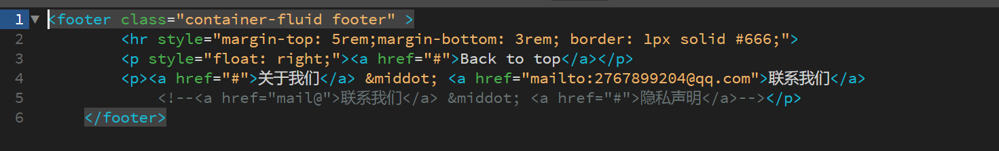 1 <footer class="container-fluid footer" >
2 <hr style="margin-top: 5rem;margin-bottom: 3rem; border: 1px solid #666;">
3 <p style="float: right;"><a href="#">Back to top</a></p>
4 <p><a href="#">关于我们</a> &middot; <a href="mailto:2767899204@qq.com">联系我们</a>
5 <!--<a href="mail@">联系我们</a> &middot; <a href="#">隐私声明</a>--></p>
6 </footer>